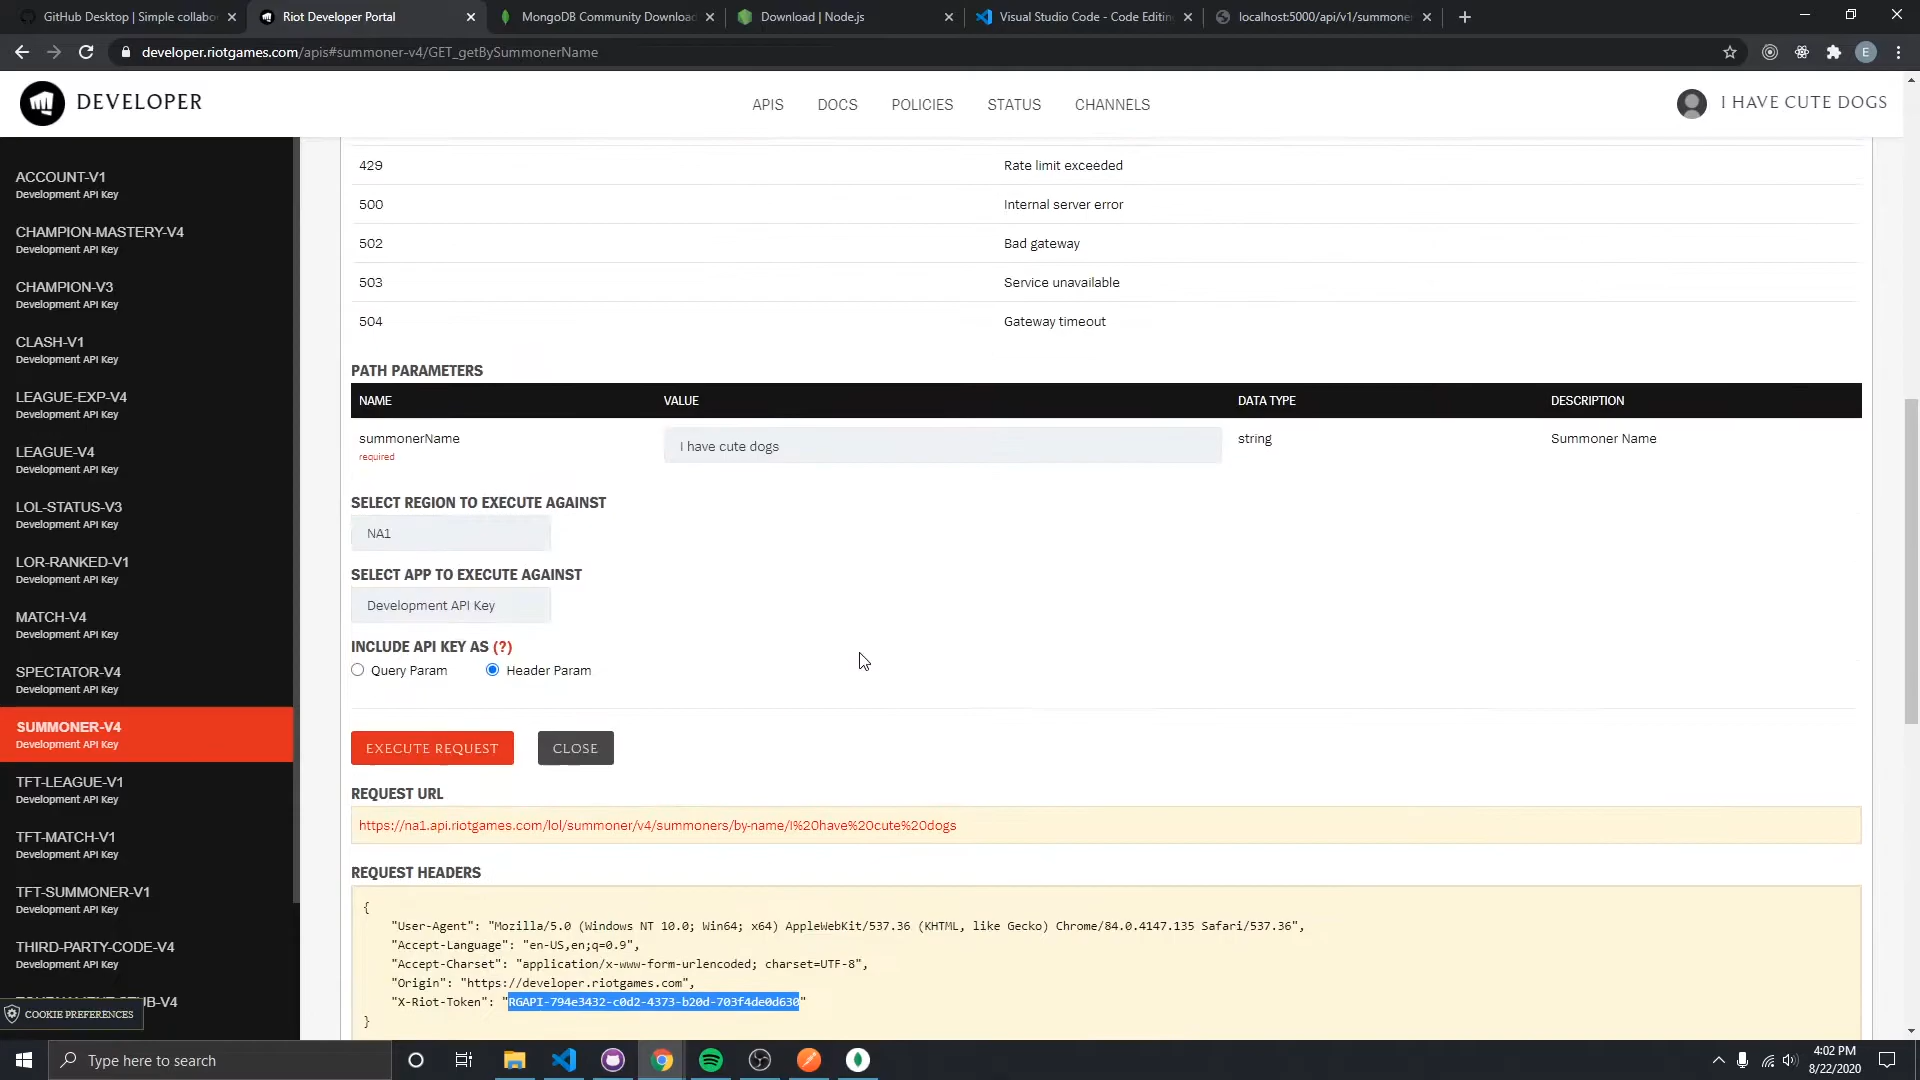 GitHub Desktop | Simple collabo
Riot Developer Portal
MongoDB Community Download
Download | Node.js
Visual Studio Code - Code Editin
localhost:5000/api/v1/summoner
developer.riotgames.com/apis#summoner-v4/GET_getBySummonerName
E
DEVELOPER
APIS
DOCS
POLICIES
STATUS
CHANNELS
I HAVE CUTE DOGS
ACCOUNT-V1
Development API Key
CHAMPION-MASTERY-V4
Development API Key
CHAMPION-V3
Development API Key
CLASH-V1
Development API Key
LEAGUE-EXP-V4
Development API Key
LEAGUE-V4
Development API Key
LOL-STATUS-V3
Development API Key
LOR-RANKED-V1
Development API Key
MATCH-V4
Development API Key
SPECTATOR-V4
Development API Key
SUMMONER-V4
Development API Key
TFT-LEAGUE-V1
Development API Key
TFT-MATCH-V1
Development API Key
TFT-SUMMONER-V1
Development API Key
THIRD-PARTY-CODE-V4
Development API Key
COOKIE PREFERENCES
429 Rate limit exceeded
500 Internal server error
502 Bad gateway
503 Service unavailable
504 Gateway timeout
PATH PARAMETERS
NAME VALUE DATA TYPE DESCRIPTION
summonerName I have cute dogs string Summoner Name
required
SELECT REGION TO EXECUTE AGAINST
NA1
SELECT APP TO EXECUTE AGAINST
Development API Key
INCLUDE API KEY AS (?)
Query Param Header Param
EXECUTE REQUEST CLOSE
REQUEST URL
https://na1.api.riotgames.com/lol/summoner/v4/summoners/by-name/I%20have%20cute%20dogs
REQUEST HEADERS
{
"User-Agent": "Mozilla/5.0 (Windows NT 10.0; Win64; x64) AppleWebKit/537.36 (KHTML, like Gecko) Chrome/84.0.4147.135 Safari/537.36",
"Accept-Language": "en-US,en;q=0.9",
"Accept-Charset": "application/x-www-form-urlencoded; charset=UTF-8",
"Origin": "https://developer.riotgames.com",
"X-Riot-Token": "RGAPI-794e3432-c0d2-4373-b20d-703f4de0d630"
}
Type here to search
4:02 PM
8/22/2020